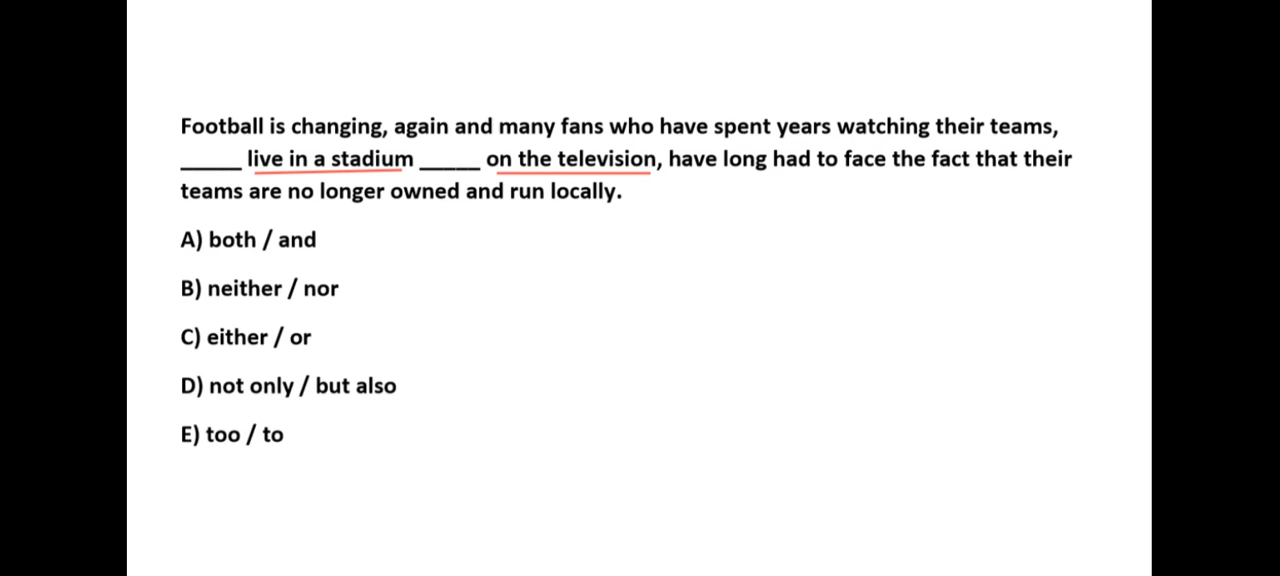 Football is changing, again and many fans who have spent years watching their teams,
_____ live in a stadium _____ on the television, have long had to face the fact that their
teams are no longer owned and run locally.
A) both / and
B) neither / nor
C) either / or
D) not only / but also
E) too / to